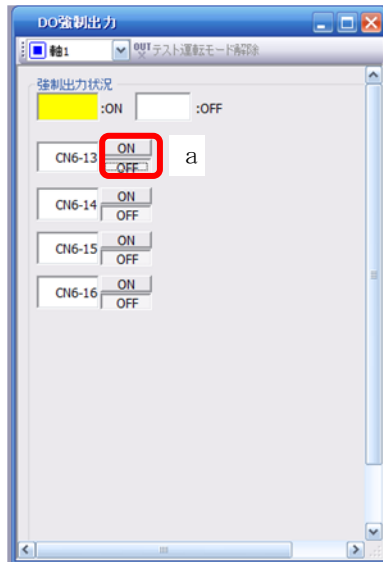 DO強制出力
軸1 OUT テスト運転モード解除
強制出力状況
:ON :OFF
CN6-13 ON
OFF
a
CN6-14 ON
OFF
CN6-15 ON
OFF
CN6-16 ON
OFF